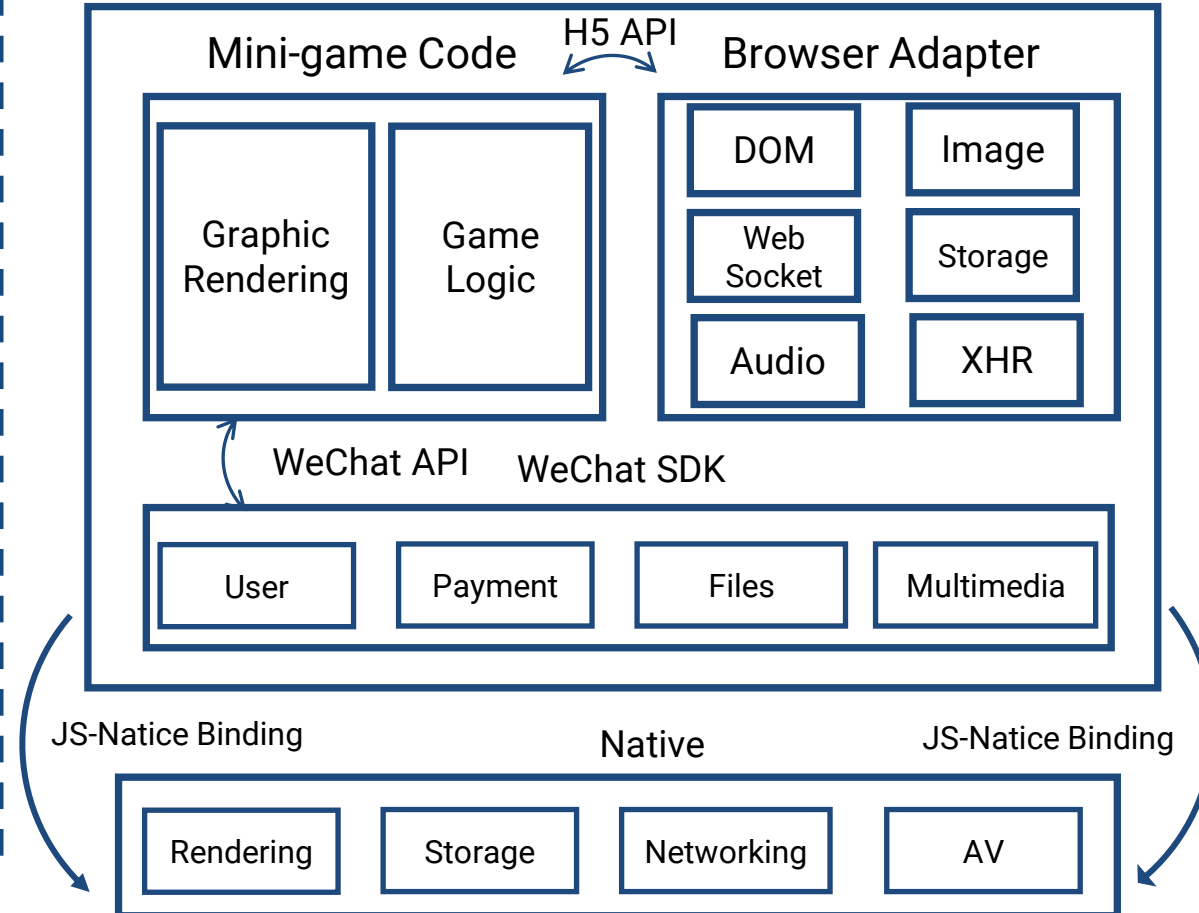 H5 API
Mini-game Code
Browser Adapter
Graphic
Rendering
Game
Logic
DOM
Image
Web
Socket
Storage
Audio
XHR
WeChat API
WeChat SDK
User
Payment
Files
Multimedia
JS-Natice Binding
Native
JS-Natice Binding
Rendering
Storage
Networking
AV